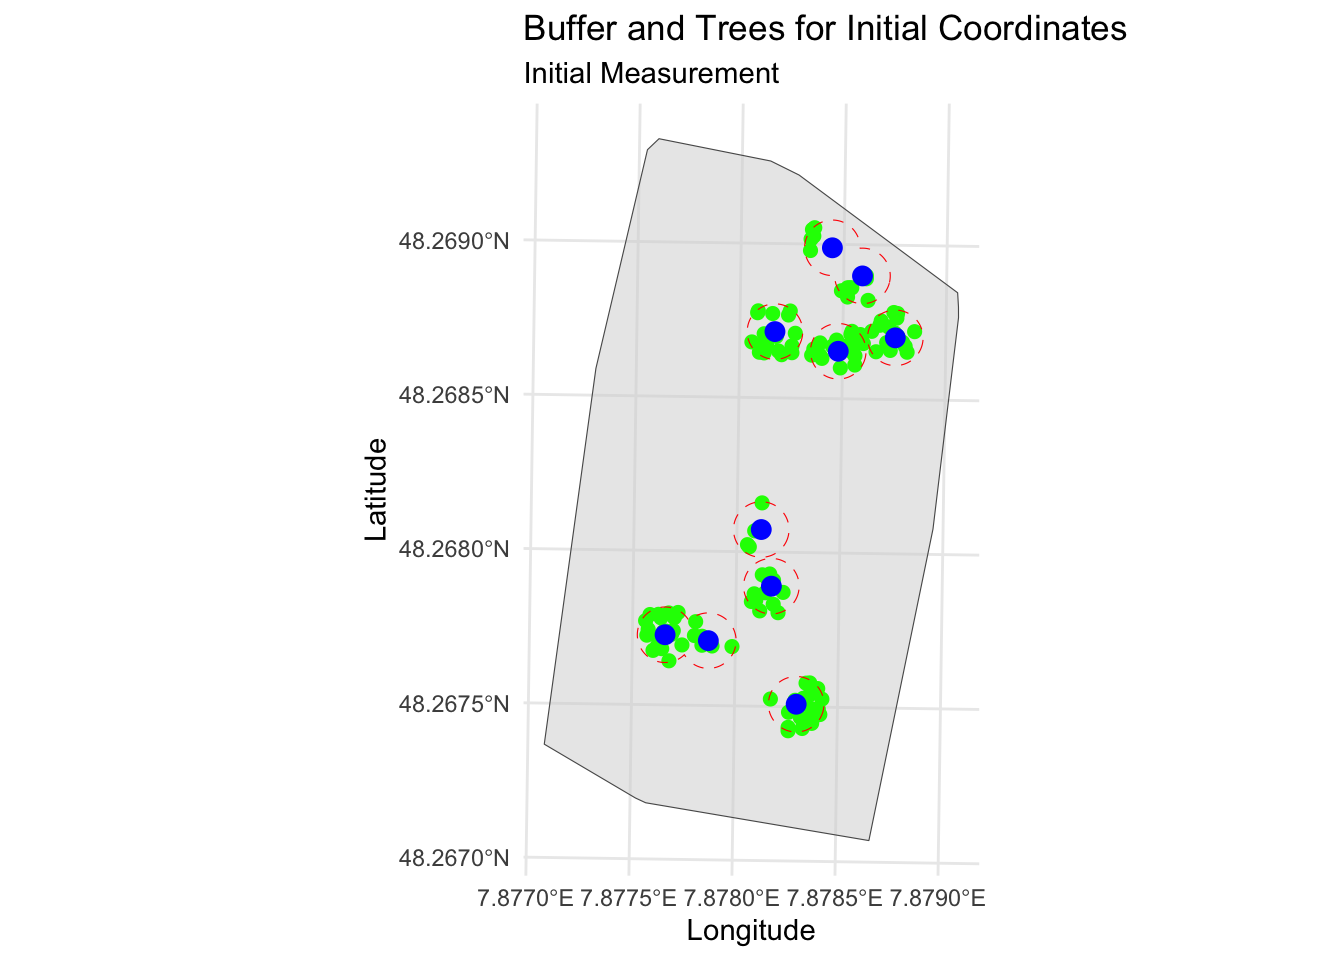 Buffer and Trees for Initial Coordinates
Initial Measurement
48.2690°N
48.2685°N
48.2680°N
48.2675°N
48.2670°N
Latitude
7.8770°E 7.8775°E 7.8780°E 7.8785°E 7.8790°E
Longitude